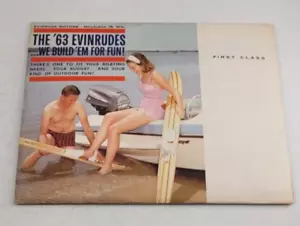 THE '63 EVINRUDES
...WE BUILD 'EM FOR FUN!
THERE'S ONE TO FIT YOUR BOATING
NEEDS, YOUR BUDGET AND YOUR
KIND OF OUTDOOR FUN!
FIRST CLASS